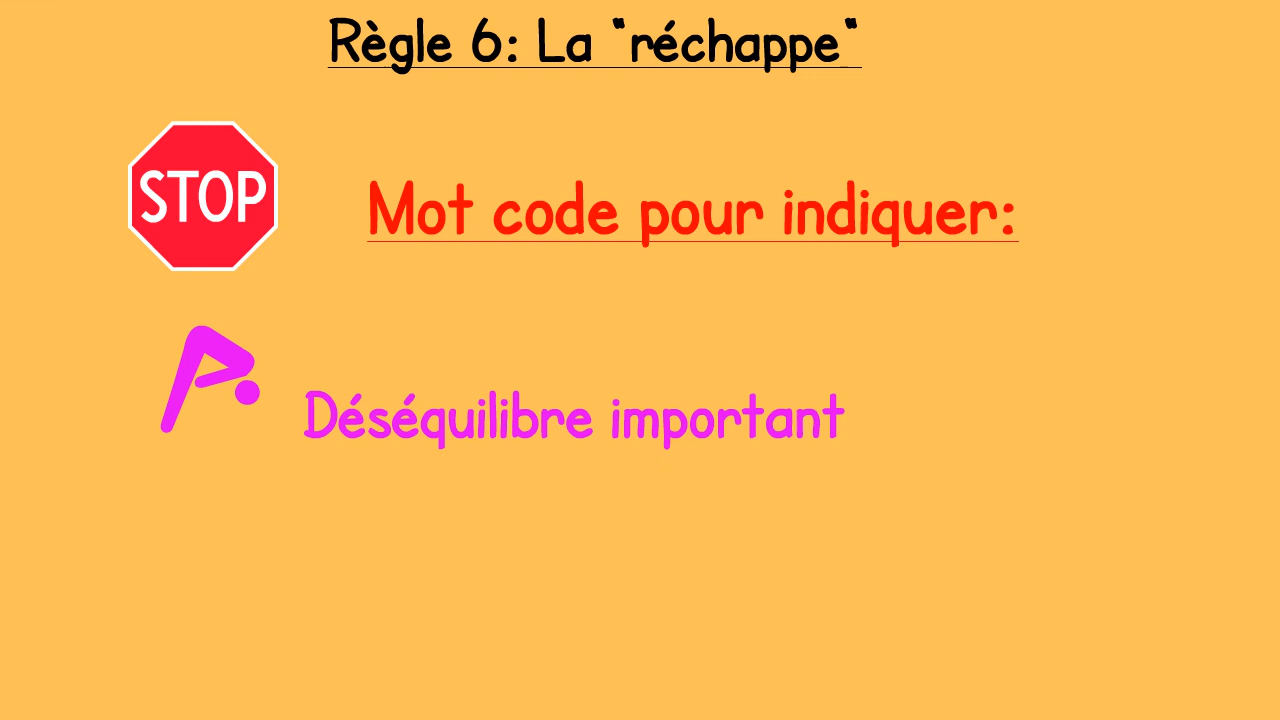 Règle 6: La "réchappe"
STOP
Mot code pour indiquer:
Déséquilibre important